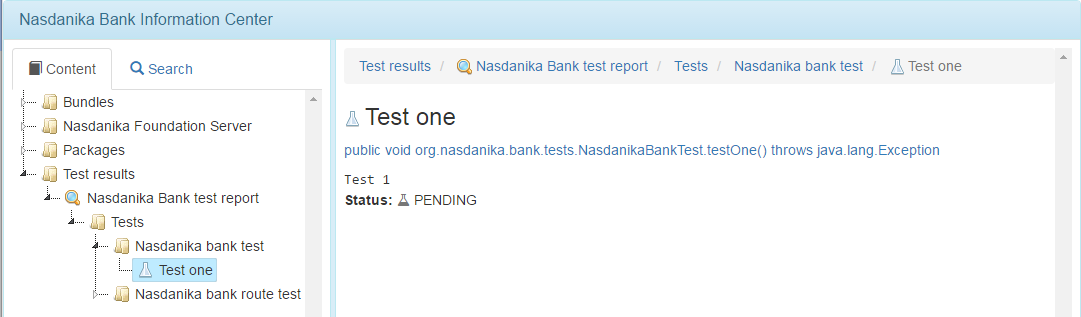 Nasdanika Bank Information Center
Content
Search
Bundles
Nasdanika Foundation Server
Packages
Test results
Nasdanika Bank test report
Tests
Nasdanika bank test
Test one
Nasdanika bank route test
Test results / Nasdanika Bank test report / Tests / Nasdanika bank test / Test one
Test one
public void org.nasdanika.bank.tests.NasdanikaBankTest.testOne() throws java.lang.Exception
Test 1
Status: PENDING